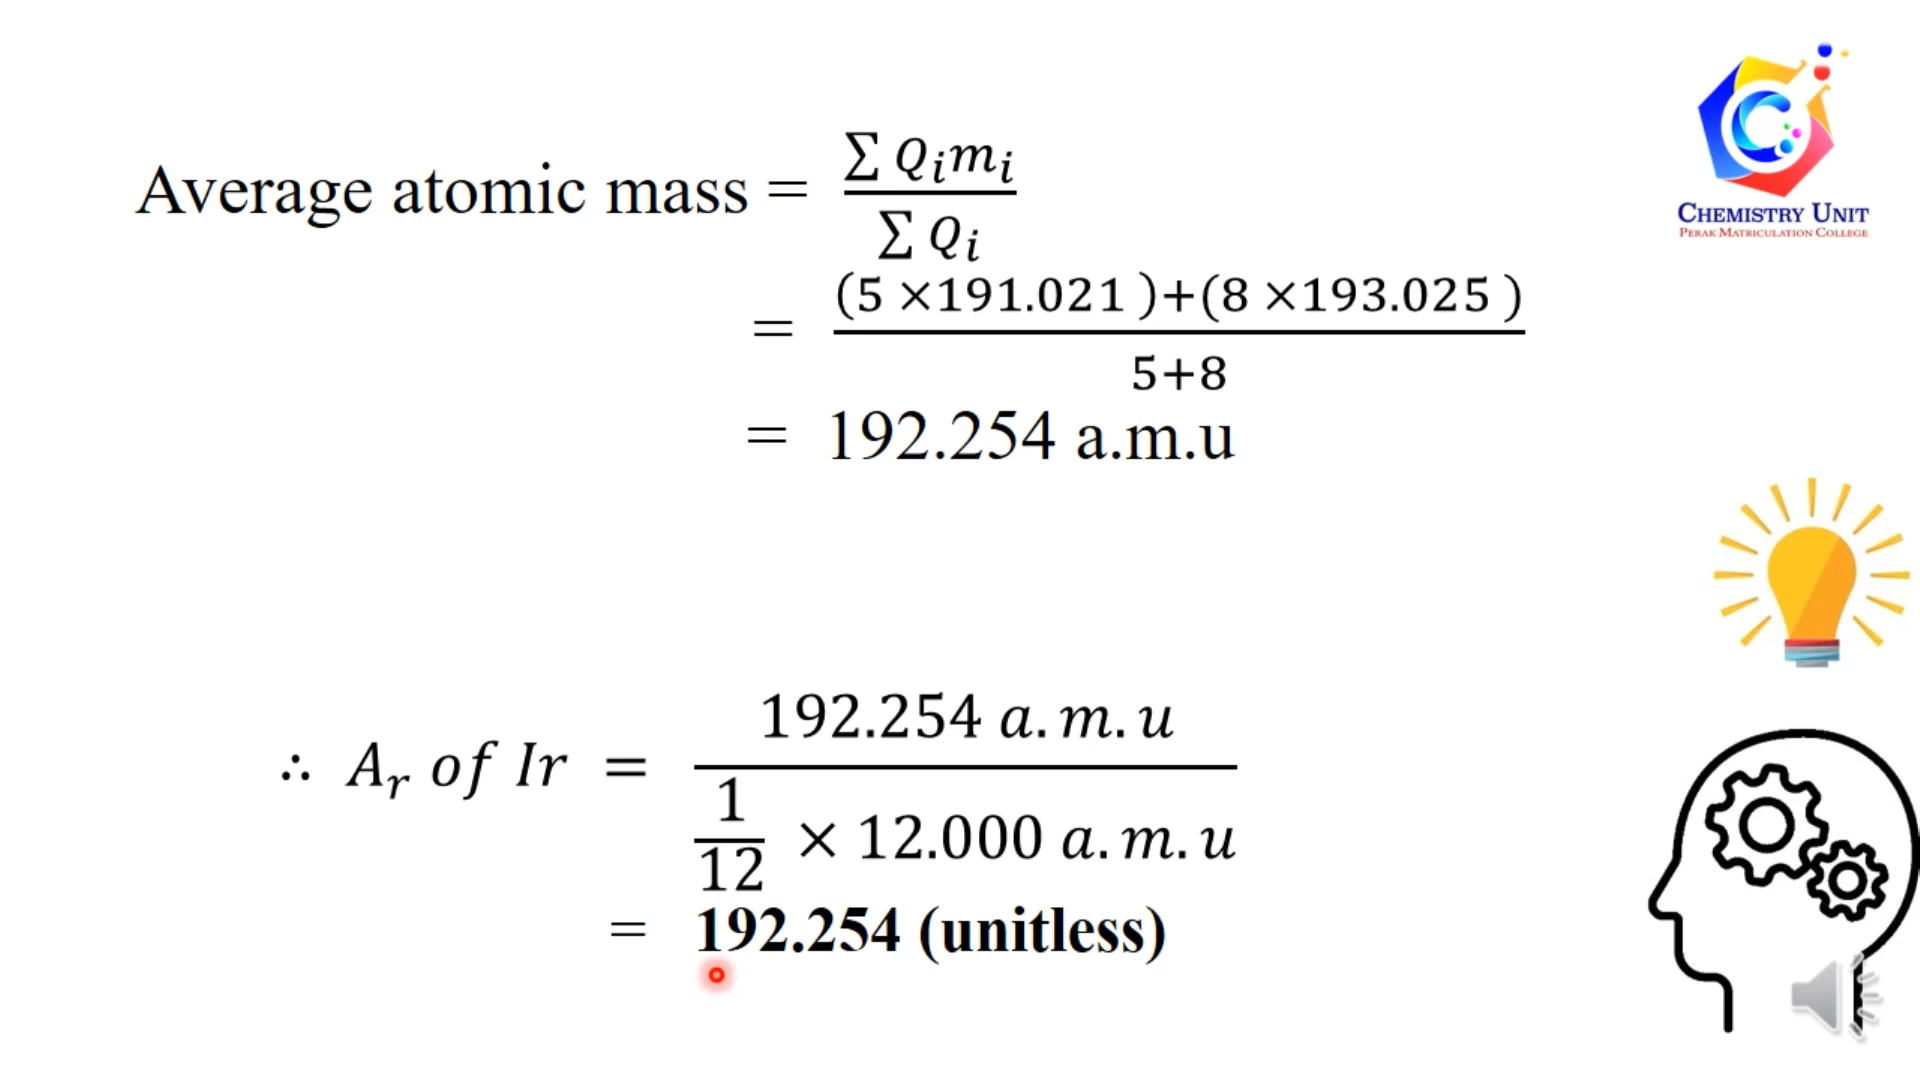 Average atomic mass = ∑ Qᵢmᵢ / ∑ Qᵢ
CHEMISTRY UNIT
PERAK MATRICULATION COLLEGE
= (5 ×191.021 )+(8 ×193.025 ) / 5+8
= 192.254 a.m.u
∴ Aᵣ of Ir = 192.254 a.m.u / 1/12 × 12.000 a.m.u
= 192.254 (unitless)